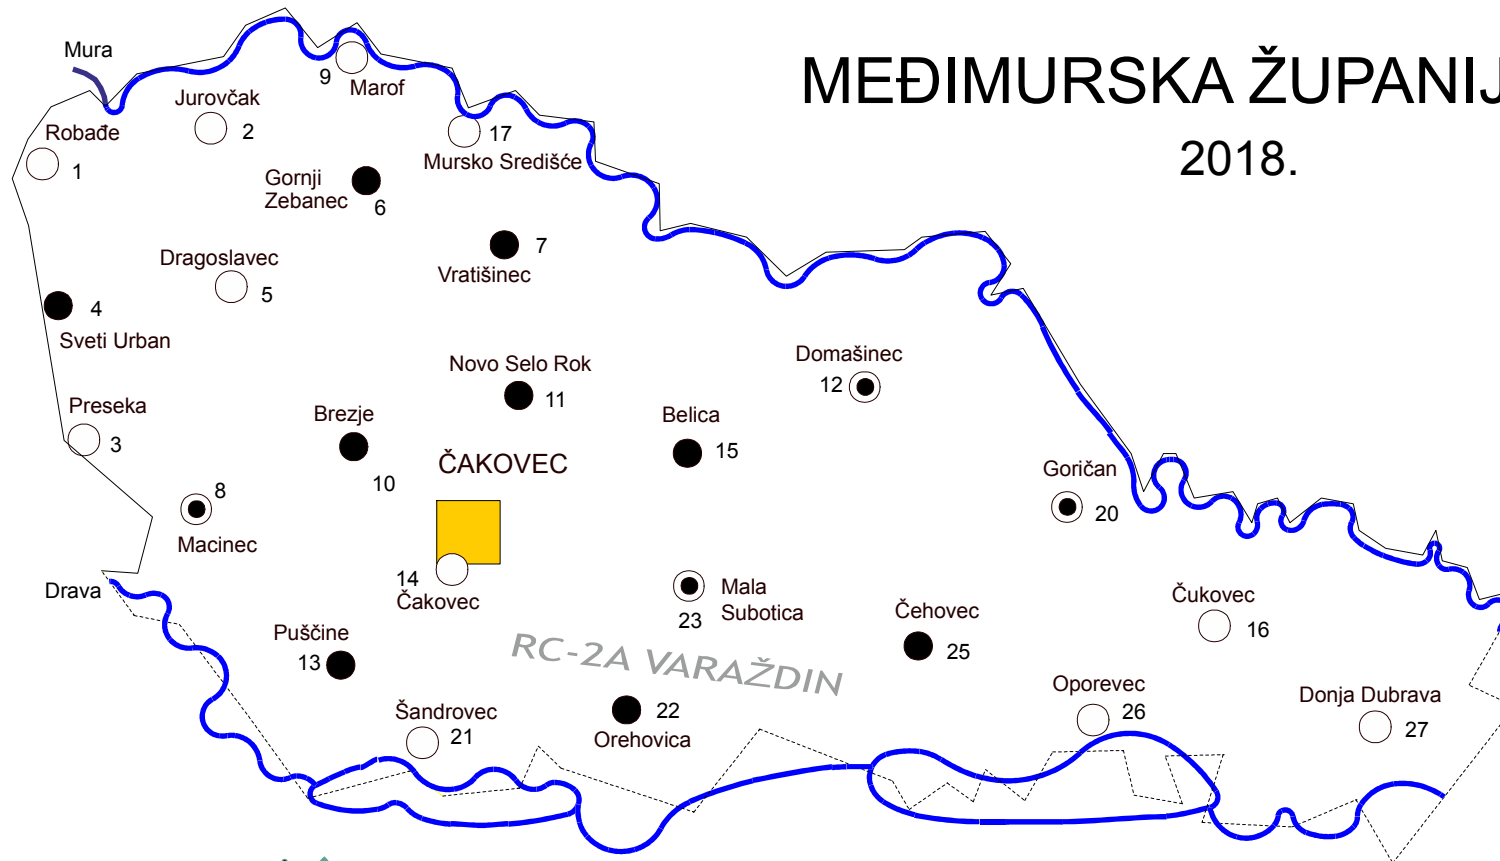 MEĐIMURSKA ŽUPANIJ
2018.
Mura
9
Marof
Jurovčak
2
Robađe
1
17
Mursko Središće
Gornji
Zebanec
6
7
Vratišinec
Dragoslavec
5
4
Sveti Urban
Novo Selo Rok
11
Domašinec
12
Preseka
3
Brezje
10
Belica
15
ČAKOVEC
Goričan
20
8
Macinec
14
Čakovec
Drava
Mala
Subotica
23
Čehovec
25
Čukovec
16
Puščine
13
RC-2A VARAŽDIN
Šandrovec
21
22
Orehovica
Oporevec
26
Donja Dubrava
27